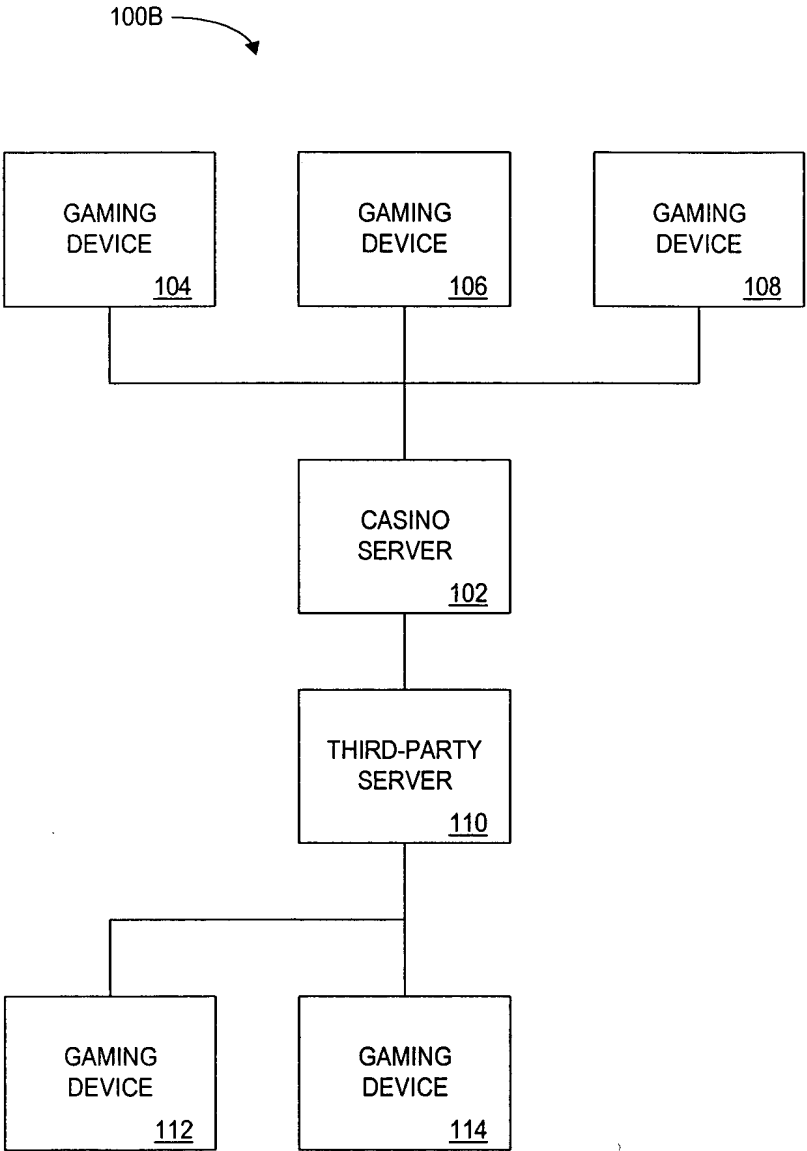 100B
GAMING
DEVICE
104
GAMING
DEVICE
106
GAMING
DEVICE
108
CASINO
SERVER
102
THIRD-PARTY
SERVER
110
GAMING
DEVICE
112
GAMING
DEVICE
114